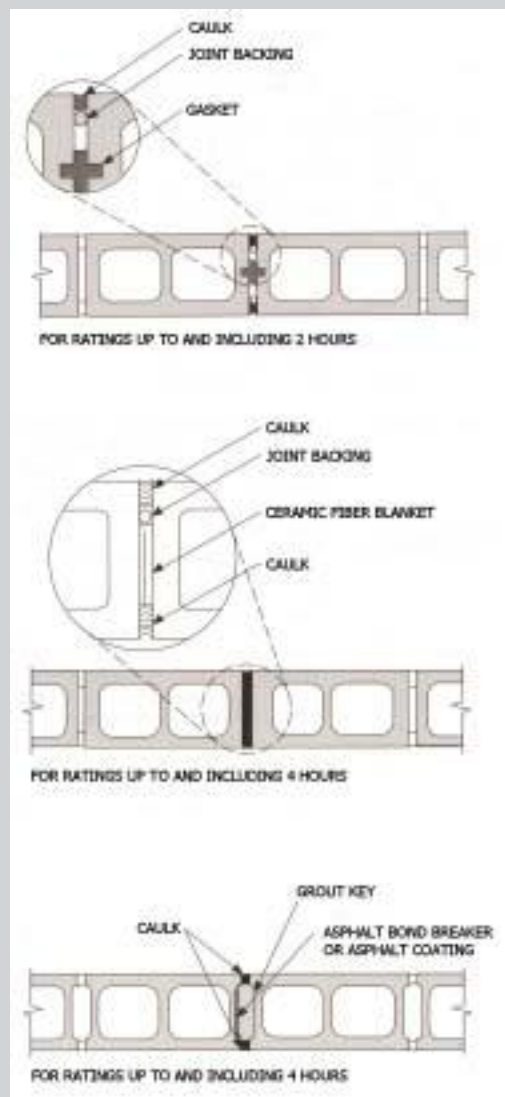 CAULK
JOINT BACKING
GASKET
FOR RATINGS UP TO AND INCLUDING 2 HOURS
CAULK
JOINT BACKING
CERAMIC FIBER BLANKET
CAULK
FOR RATINGS UP TO AND INCLUDING 4 HOURS
GROUT KEY
CAULK
ASPHALT BOND BREAKER
OR ASPHALT COATING
FOR RATINGS UP TO AND INCLUDING 4 HOURS